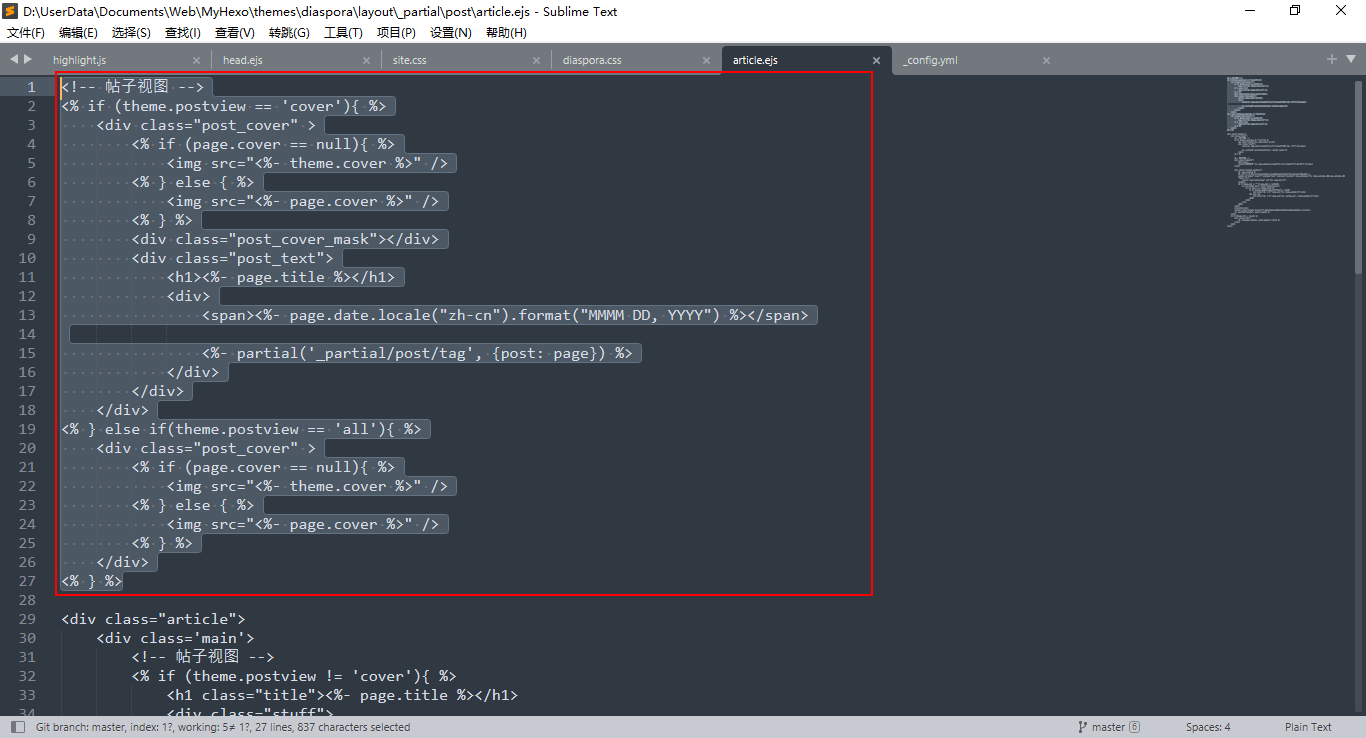 D:\UserData\Documents\Web\MyHexo\themes\diaspora\layout\_partial\post\article.ejs - Sublime Text
文件(F) 编辑(E) 选择(S) 查找(I) 查看(V) 转跳(G) 工具(T) 项目(P) 设置(N) 帮助(H)
highlight.js head.ejs site.css diaspora.css article.ejs _config.yml
1 <!-- 帖子视图 -->
2 <% if (theme.postview == 'cover'){ %>
3 <div class="post_cover" >
4 <% if (page.cover == null){ %>
5 <img src="<%- theme.cover %>" />
6 <% } else { %>
7 <img src="<%- page.cover %>" />
8 <% } %>
9 <div class="post_cover_mask"></div>
10 <div class="post_text">
11 <h1><%- page.title %></h1>
12 <div>
13 <span><%- page.date.locale("zh-cn").format("MMMM DD, YYYY") %></span>
14
15 <%- partial('_partial/post/tag', {post: page}) %>
16 </div>
17 </div>
18 </div>
19 <% } else if(theme.postview == 'all'){ %>
20 <div class="post_cover" >
21 <% if (page.cover == null){ %>
22 <img src="<%- theme.cover %>" />
23 <% } else { %>
24 <img src="<%- page.cover %>" />
25 <% } %>
26 </div>
27 <% } %>
28
29 <div class="article">
30 <div class='main'>
31 <!-- 帖子视图 -->
32 <% if (theme.postview != 'cover'){ %>
33 <h1 class="title"><%- page.title %></h1>
34 <div class="stuff">
Git branch: master, index: 1?, working: 5≠ 1?, 27 lines, 837 characters selected master 6 Spaces: 4 Plain Text